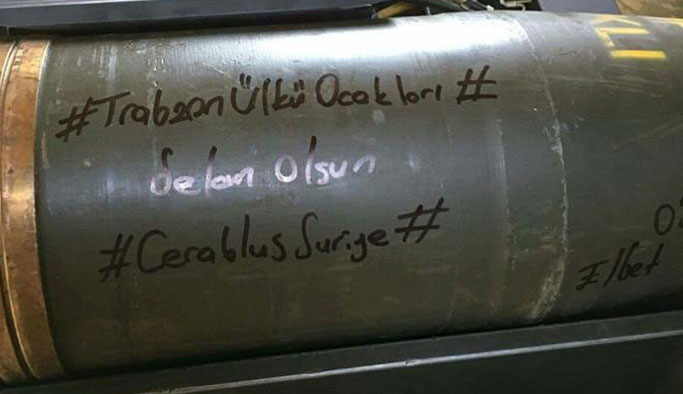 #Trabzon Ülkü Ocakları#
Selam Olsun
#Cerablus Suriye#
Elbet